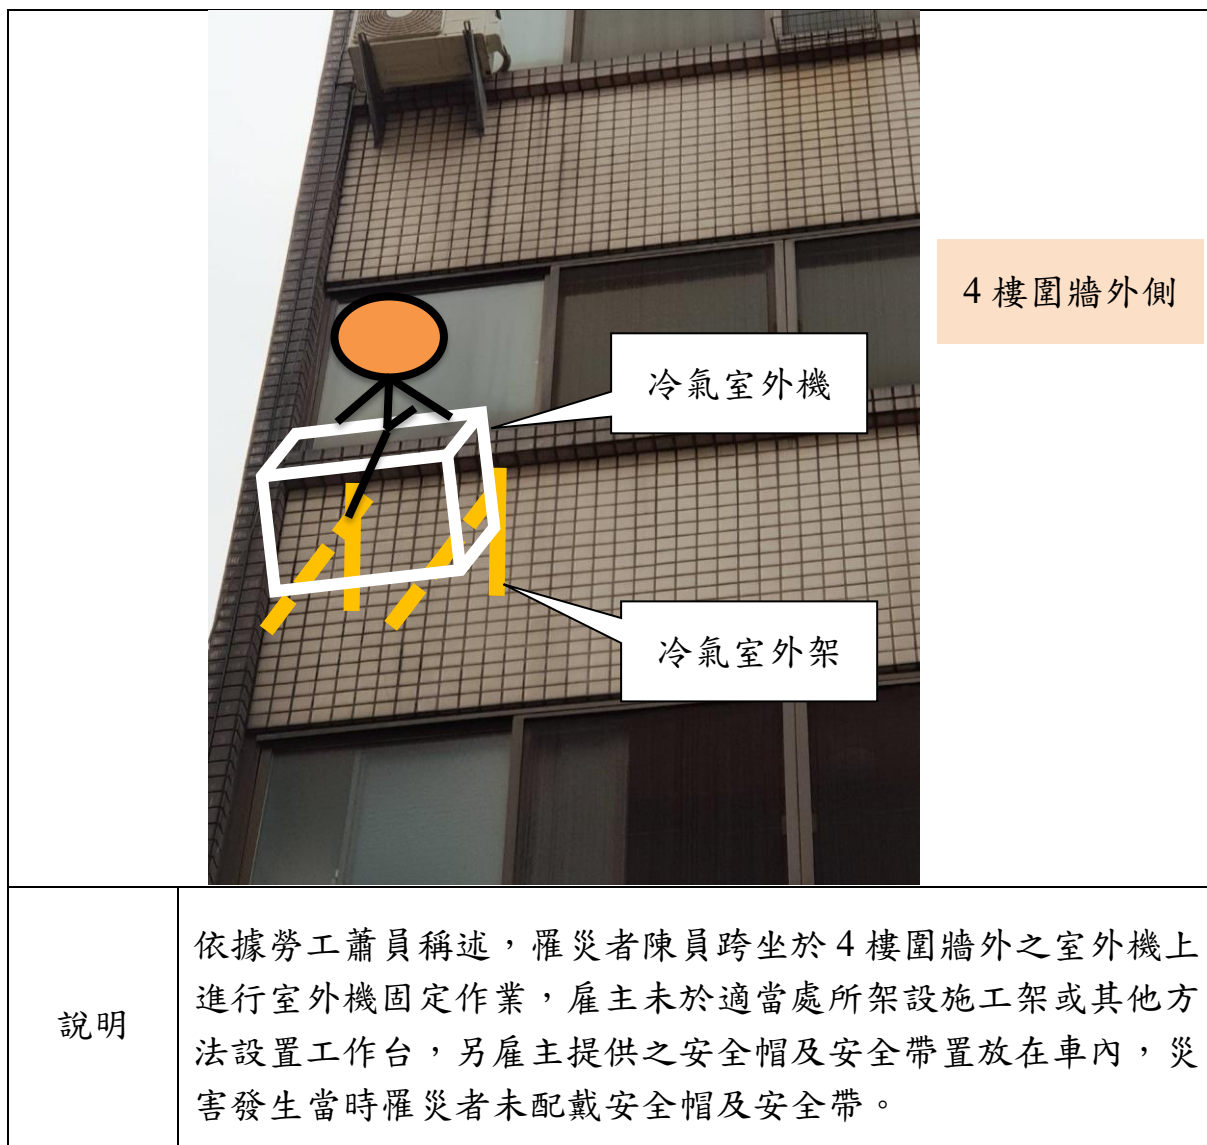 4樓圍牆外側
冷氣室外機
冷氣室外架
說明
依據勞工蕭員稱述，罹災者陳員跨坐於4樓圍牆外之室外機上
進行室外機固定作業，雇主未於適當處所架設施工架或其他方
法設置工作台，另雇主提供之安全帽及安全帶置放在車內，災
害發生當時罹災者未配戴安全帽及安全帶。